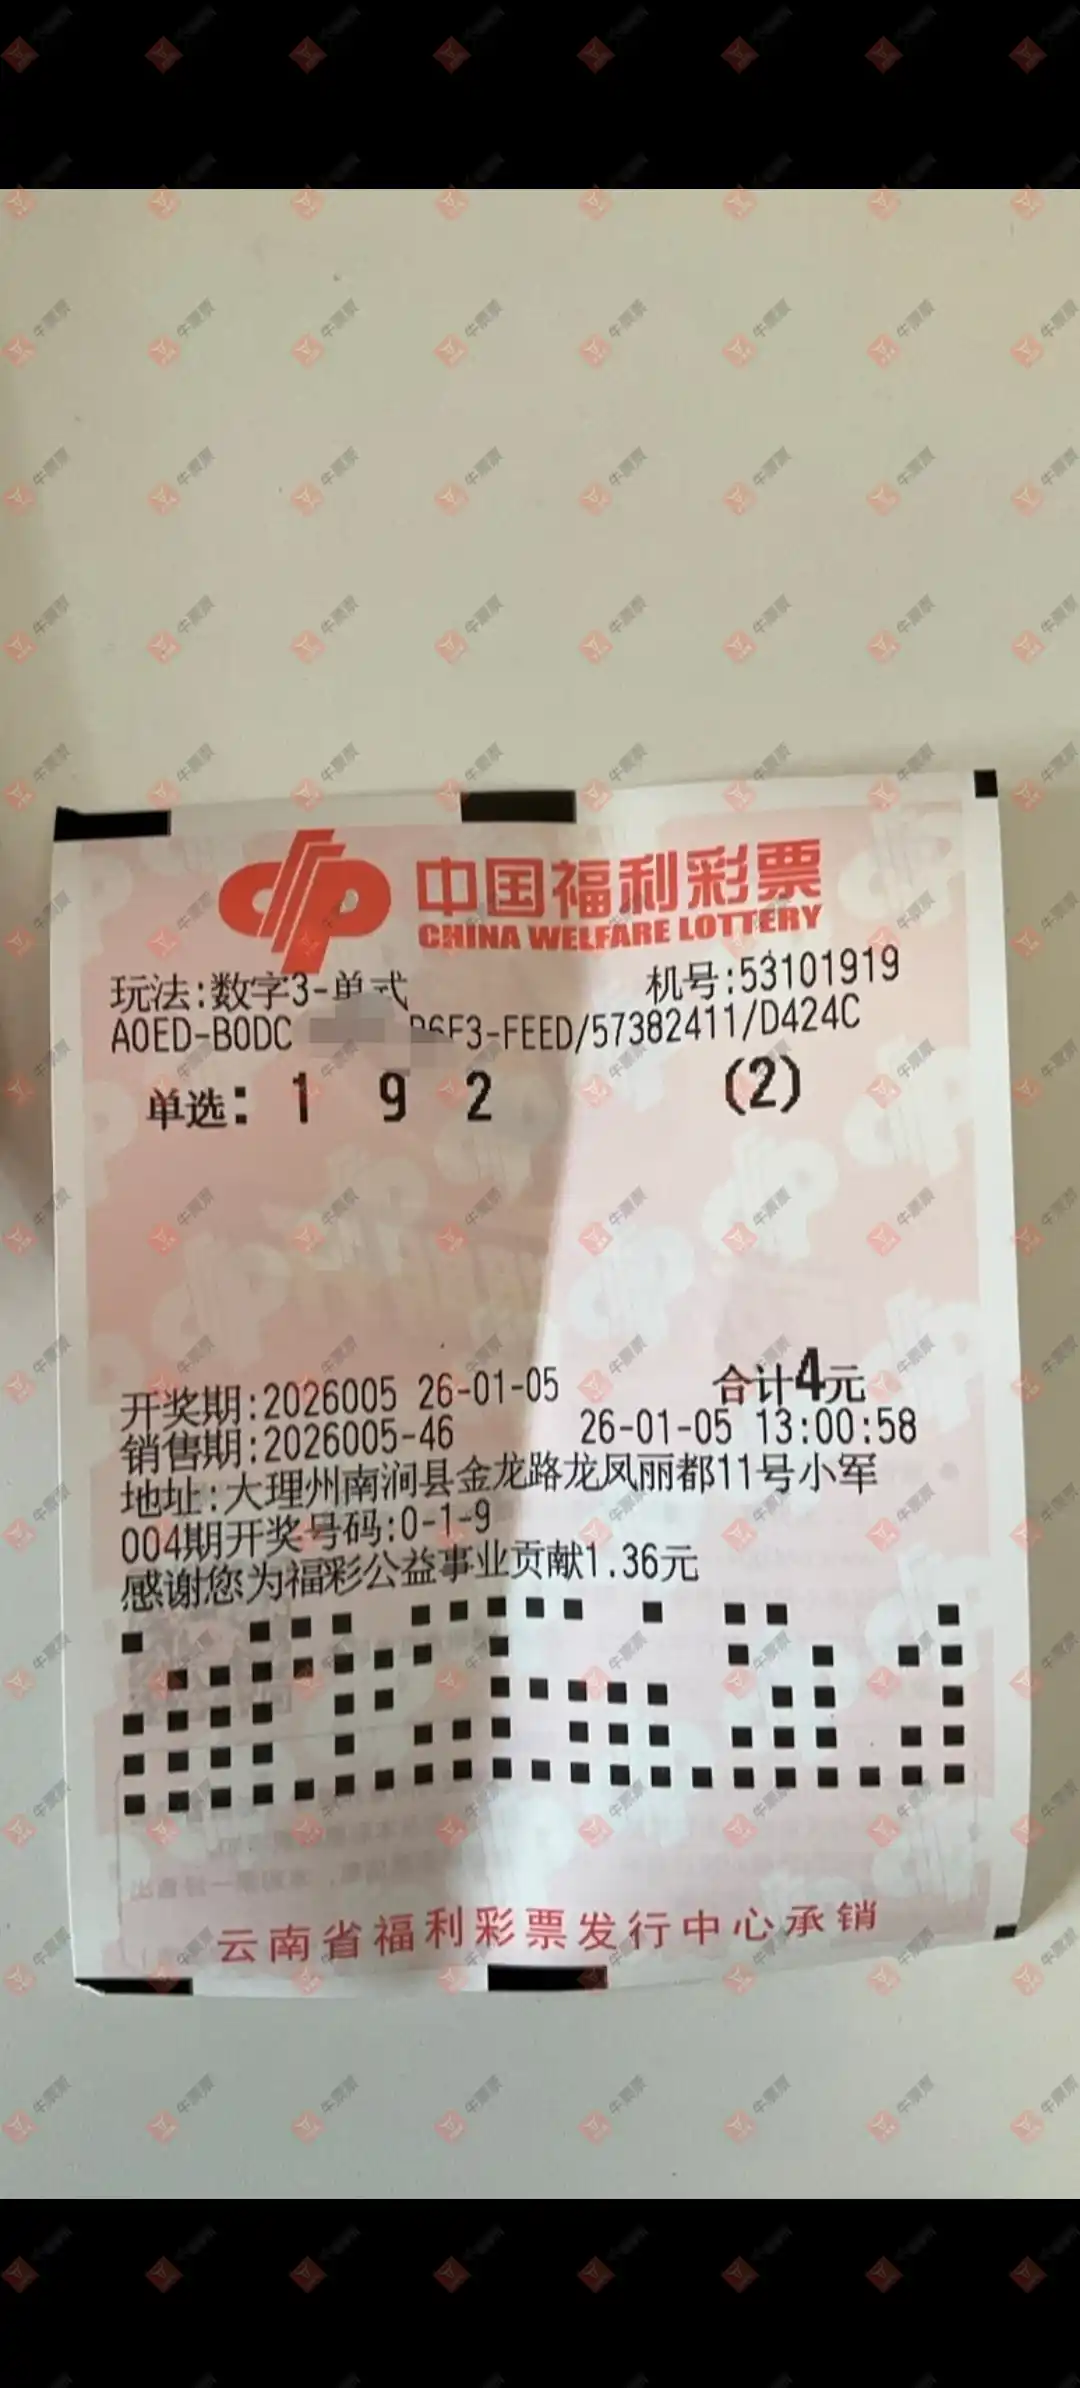 中国福利彩票
CHINA WELFARE LOTTERY
玩法:数字3-单式 机号:53101919
A0ED-B0DC B6F3-FEED/57382411/D424C
单选: 1 9 2 (2)
开奖期:2026005 26-01-05 合计4元
销售期:2026005-46 26-01-05 13:00:58
地址:大理州南涧县金龙路龙凤丽都11号小军
004期开奖号码:0-1-9
感谢您为福彩公益事业贡献1.36元
云南省福利彩票发行中心承销